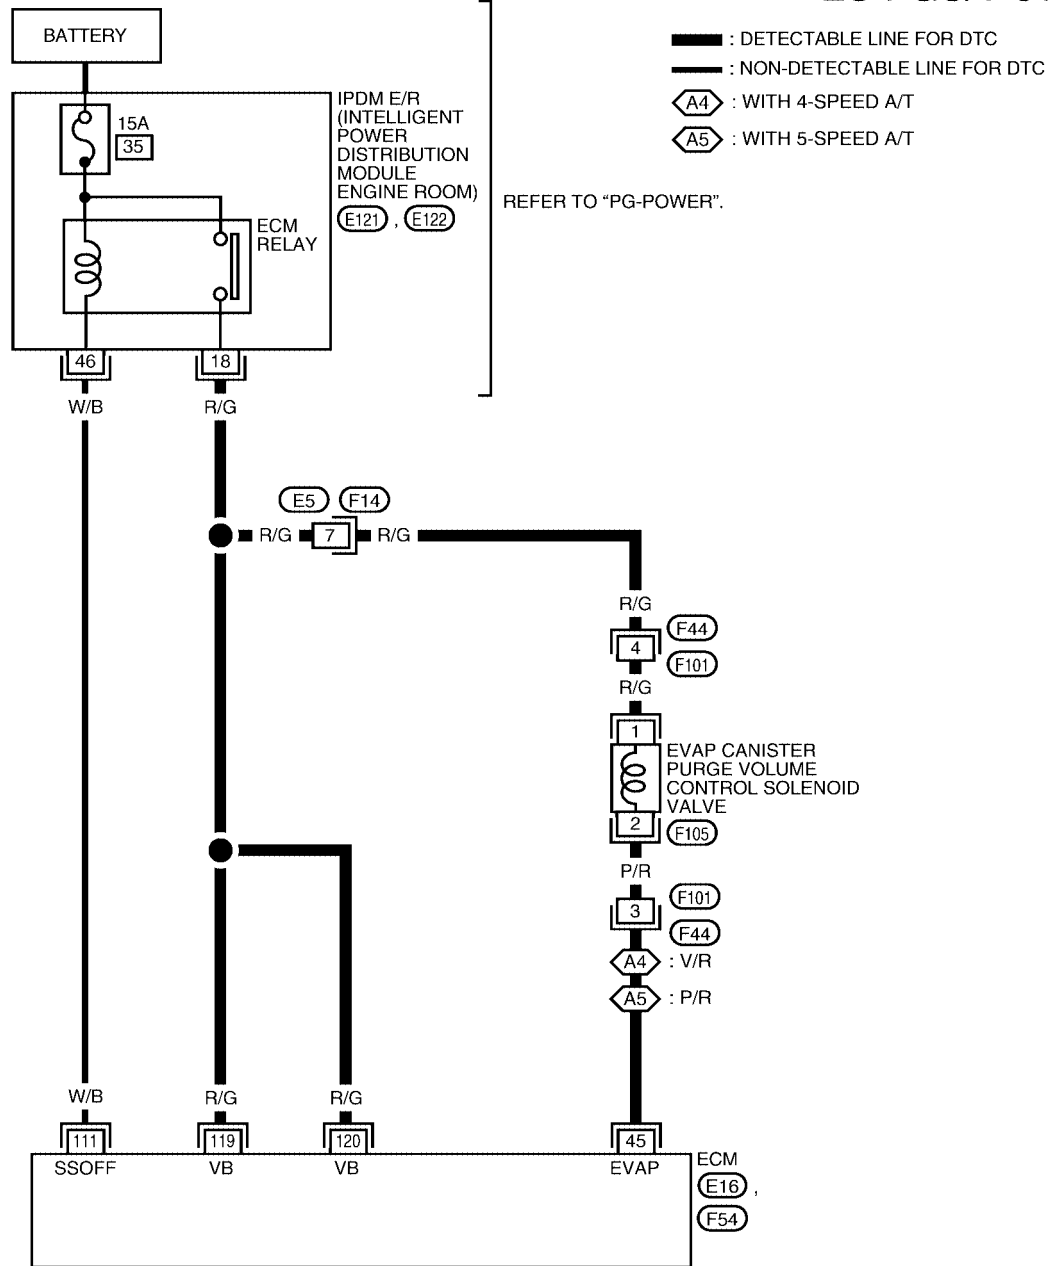 BATTERY
: DETECTABLE LINE FOR DTC
: NON-DETECTABLE LINE FOR DTC
A4 : WITH 4-SPEED A/T
A5 : WITH 5-SPEED A/T
15A
35
IPDM E/R
(INTELLIGENT
POWER
DISTRIBUTION
MODULE
ENGINE ROOM)
E121 , E122
REFER TO “PG-POWER”.
ECM
RELAY
46 18
W/B R/G
E5 F14
R/G 7 R/G
R/G
F44
4
F101
R/G
1
EVAP CANISTER
PURGE VOLUME
CONTROL SOLENOID
VALVE
2 F105
P/R
F101
3
F44
A4 : V/R
A5 : P/R
W/B R/G R/G
111 119 120 45
SSOFF VB VB EVAP
ECM
E16 ,
F54